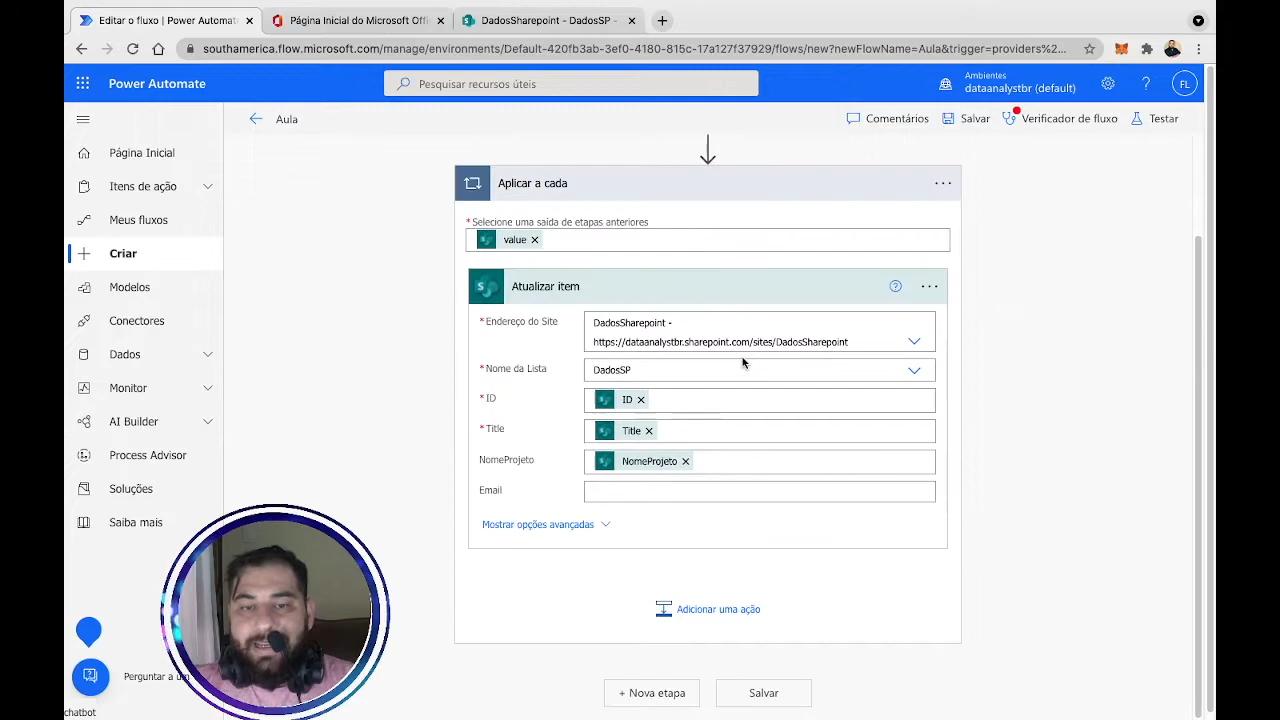 Editar o fluxo | Power Automate
Página Inicial do Microsoft Offi
DadosSharepoint - DadosSP -
southamerica.flow.microsoft.com/manage/environments/Default-420fb3ab-3ef0-4180-815c-17a127f37929/flows/new?newFlowName=Aula&trigger=providers%2...
Power Automate
Pesquisar recursos úteis
Ambientes
dataanalystbr (default)
FL
Aula
Comentários
Salvar
Verificador de fluxo
Testar
Página Inicial
Itens de ação
Meus fluxos
Criar
Modelos
Conectores
Dados
Monitor
AI Builder
Process Advisor
Soluções
Saiba mais
Perguntar a um
chatbot
Aplicar a cada
* Selecione uma saída de etapas anteriores
value
Atualizar item
* Endereço do Site
DadosSharepoint -
https://dataanalystbr.sharepoint.com/sites/DadosSharepoint
* Nome da Lista
DadosSP
* ID
ID
* Title
Title
NomeProjeto
NomeProjeto
Email
Mostrar opções avançadas
Adicionar uma ação
+ Nova etapa
Salvar